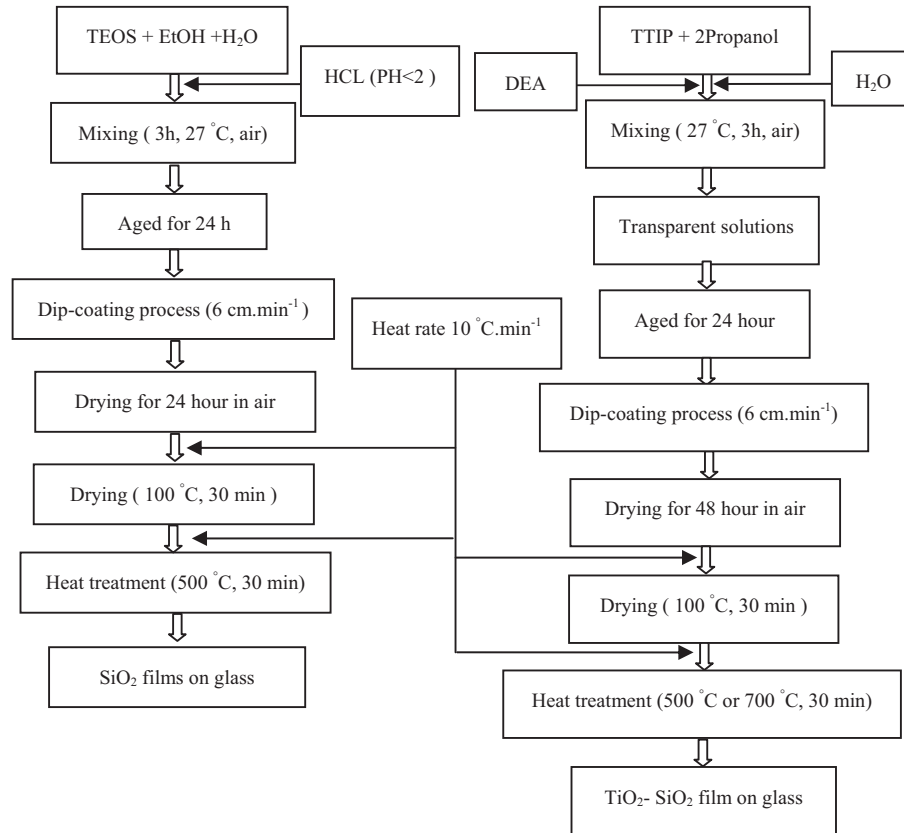 TEOS + EtOH +H₂O
HCL (PH<2 )
Mixing ( 3h, 27 °C, air)
Aged for 24 h
Dip-coating process (6 cm.min⁻¹ )
Drying for 24 hour in air
Drying ( 100 °C, 30 min )
Heat treatment (500 °C, 30 min)
SiO₂ films on glass
Heat rate 10 °C.min⁻¹
TTIP + 2Propanol
DEA
H₂O
Mixing (27 °C, 3h, air)
Transparent solutions
Aged for 24 hour
Dip-coating process (6 cm.min⁻¹)
Drying for 48 hour in air
Drying ( 100 °C, 30 min )
Heat treatment (500 °C or 700 °C, 30 min)
TiO₂- SiO₂ film on glass